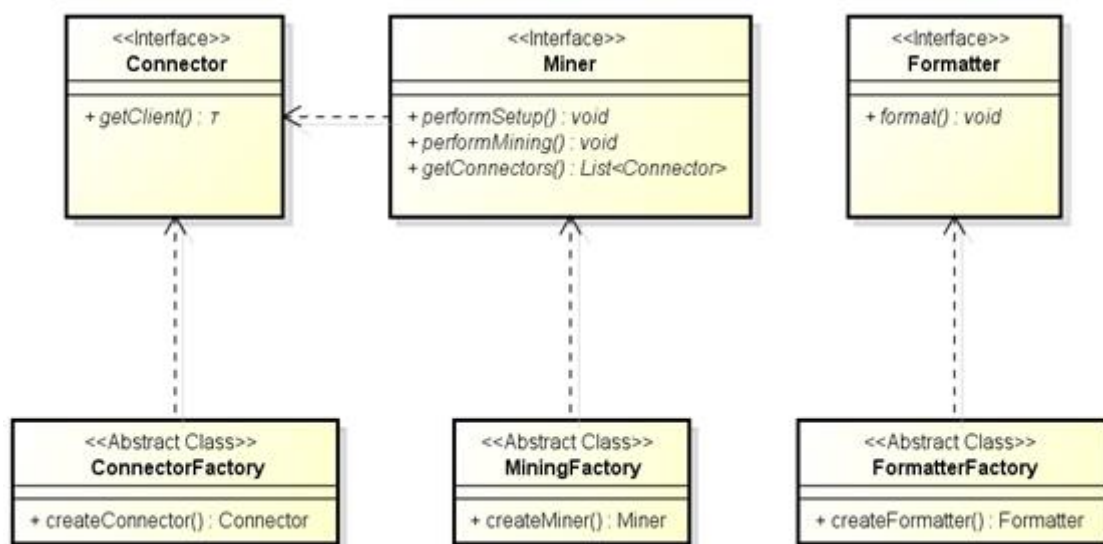 <<Interface>>
Connector
+ getClient() : T
<<Interface>>
Miner
+ performSetup() : void
+ performMining() : void
+ getConnectors() : List<Connector>
<<Interface>>
Formatter
+ format() : void
<<Abstract Class>>
ConnectorFactory
+ createConnector() : Connector
<<Abstract Class>>
MiningFactory
+ createMiner() : Miner
<<Abstract Class>>
FormatterFactory
+ createFormatter() : Formatter